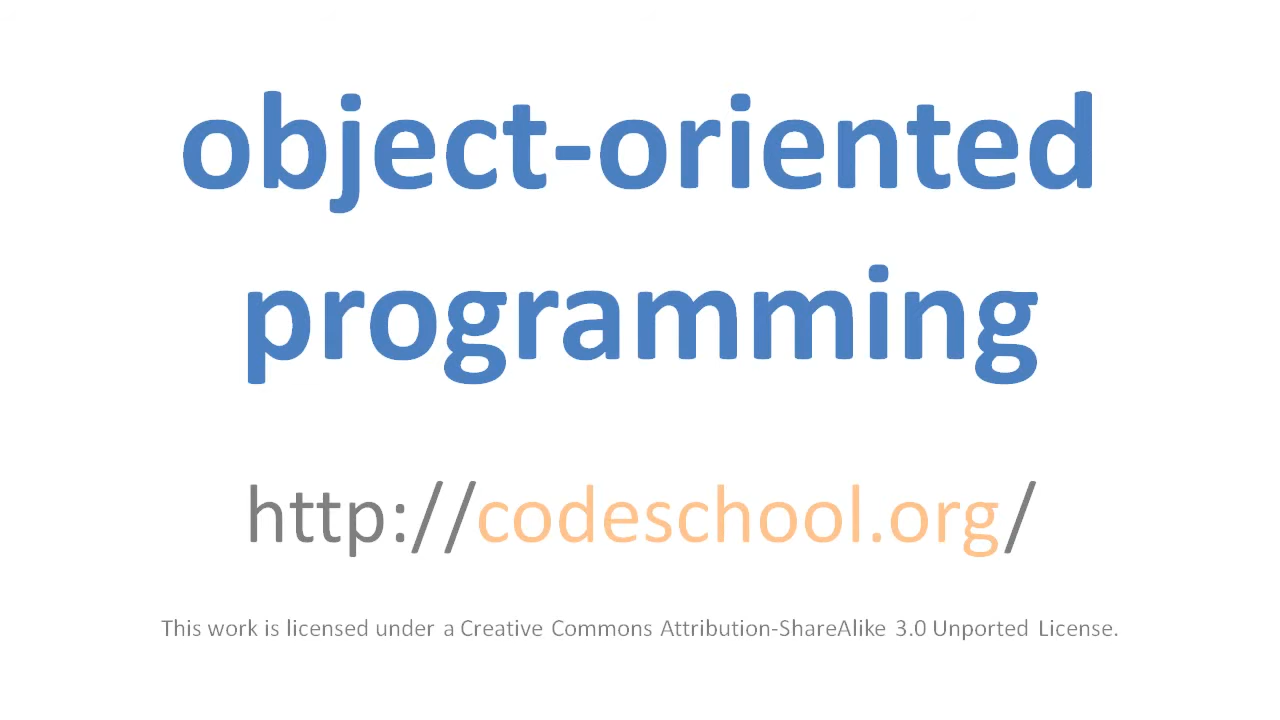 object-oriented
programming
http://codeschool.org/
This work is licensed under a Creative Commons Attribution-ShareAlike 3.0 Unported License.